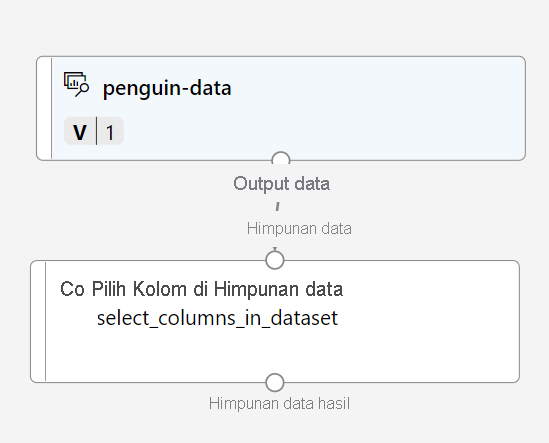 penguin-data
V 1
Output data
Himpunan data
Co Pilih Kolom di Himpunan data
select_columns_in_dataset
Himpunan data hasil